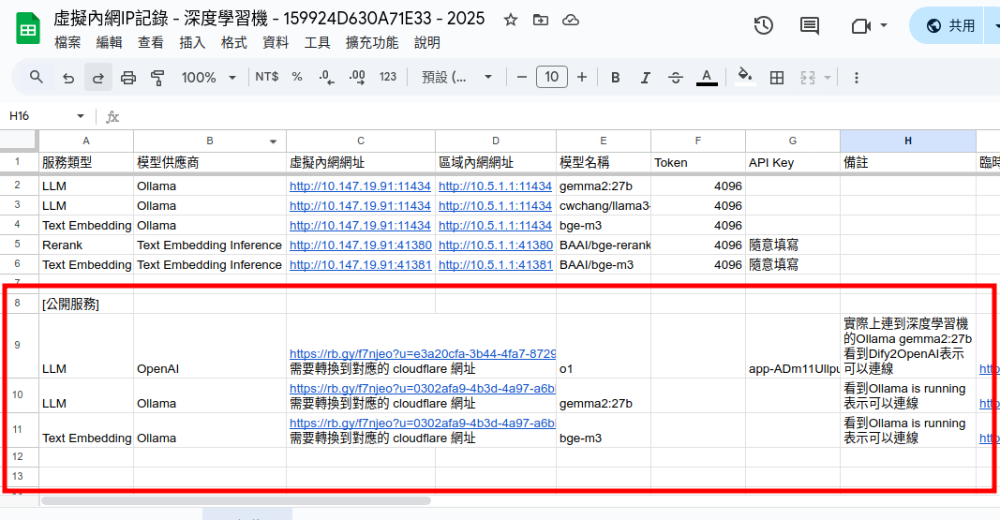 虛擬內網IP記錄 - 深度學習機 - 159924D630A71E33 - 2025
檔案 編輯 查看 插入 格式 資料 工具 擴充功能 說明
共用
100% NT$ % .0 .00 123 預設 (... 10 B I S A
H16 fx
A B C D E F G H
1 服務類型 模型供應商 虛擬內網網址 區域內網網址 模型名稱 Token API Key 備註 臨時
2 LLM Ollama http://10.147.19.91:11434 http://10.5.1.1:11434 gemma2:27b 4096
3 LLM Ollama http://10.147.19.91:11434 http://10.5.1.1:11434 cwchang/llama3- 4096
4 Text Embedding Ollama http://10.147.19.91:11434 http://10.5.1.1:11434 bge-m3 4096
5 Rerank Text Embedding Inference http://10.147.19.91:41380 http://10.5.1.1:41380 BAAI/bge-rerank 4096 隨意填寫
6 Text Embedding Text Embedding Inference http://10.147.19.91:41381 http://10.5.1.1:41381 BAAI/bge-m3 4096 隨意填寫
7
8 [公開服務]
實際上連到深度學習機
的Ollama gemma2:27b
https://rb.gy/f7njeo?u=e3a20cfa-3b44-4fa7-8729 看到Dify2OpenAI表示
9 LLM OpenAI 需要轉換到對應的 cloudflare 網址 o1 app-ADm11Ullpu 可以連線 http
https://rb.gy/f7njeo?u=0302afa9-4b3d-4a97-a6b 看到Ollama is running
10 LLM Ollama 需要轉換到對應的 cloudflare 網址 gemma2:27b 表示可以連線 http
https://rb.gy/f7njeo?u=0302afa9-4b3d-4a97-a6b 看到Ollama is running
11 Text Embedding Ollama 需要轉換到對應的 cloudflare 網址 bge-m3 表示可以連線 http
12
13